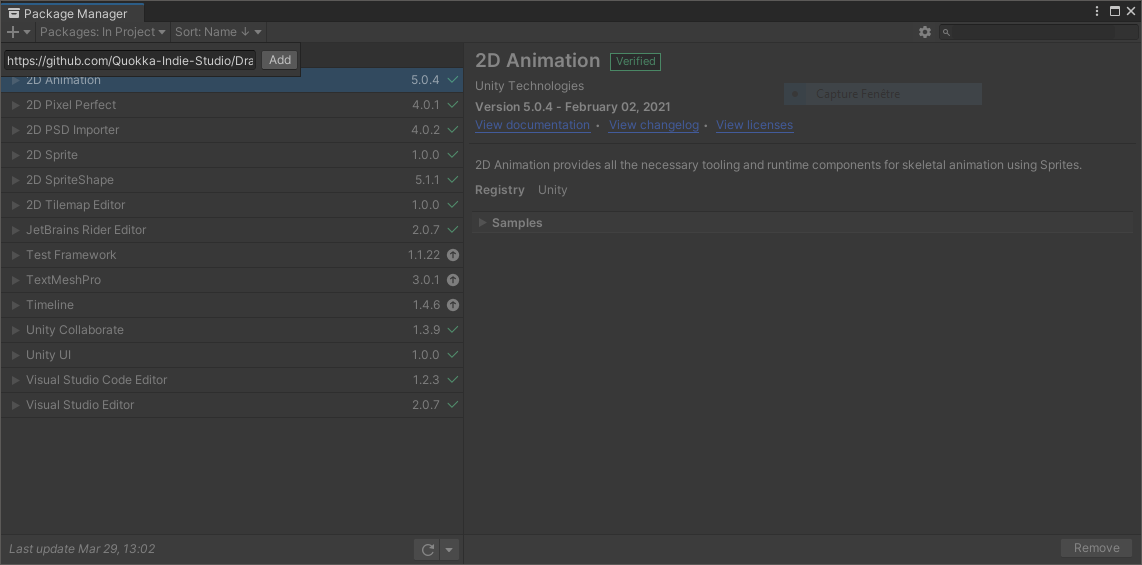 Package Manager
Packages: In Project Sort: Name ↓
https://github.com/Quokka-Indie-Studio/Dra Add
2D Animation 5.0.4
2D Pixel Perfect 4.0.1
2D PSD Importer 4.0.2
2D Sprite 1.0.0
2D SpriteShape 5.1.1
2D Tilemap Editor 1.0.0
JetBrains Rider Editor 2.0.7
Test Framework 1.1.22
TextMeshPro 3.0.1
Timeline 1.4.6
Unity Collaborate 1.3.9
Unity UI 1.0.0
Visual Studio Code Editor 1.2.3
Visual Studio Editor 2.0.7
Last update Mar 29, 13:02
2D Animation Verified
Unity Technologies
Capture Fenêtre
Version 5.0.4 - February 02, 2021
View documentation • View changelog • View licenses
2D Animation provides all the necessary tooling and runtime components for skeletal animation using Sprites.
Registry Unity
Samples
Remove